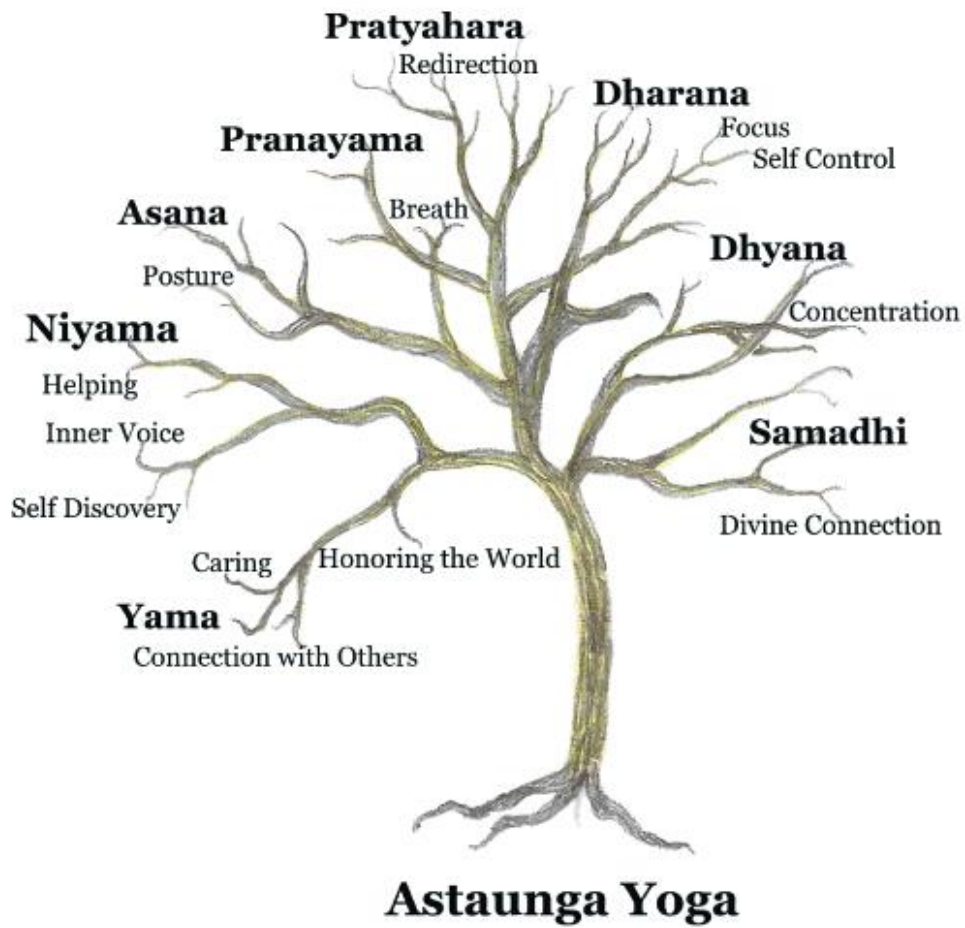 Pratyahara
Redirection
Dharana
Focus
Self Control
Pranayama
Breath
Asana
Posture
Dhyana
Concentration
Niyama
Helping
Inner Voice
Self Discovery
Samadhi
Divine Connection
Caring
Honoring the World
Yama
Connection with Others
Astaunga Yoga